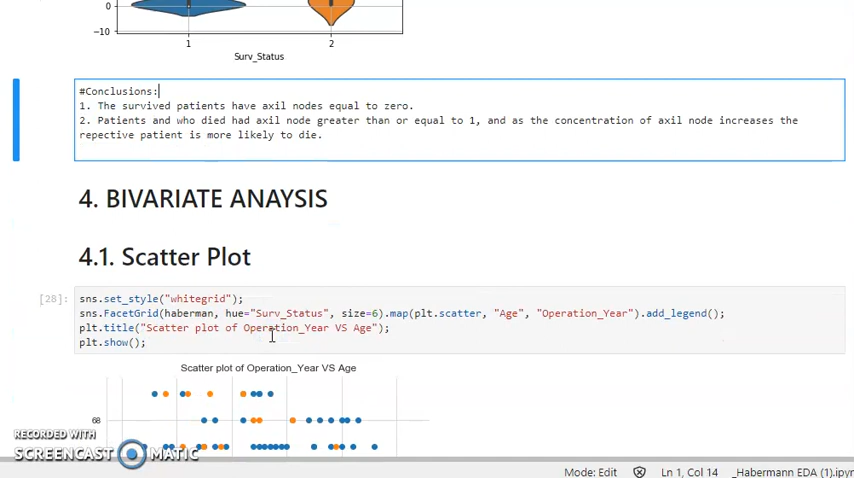 0
-10
1 2
Surv_Status
#Conclusions:
1. The survived patients have axil nodes equal to zero.
2. Patients and who died had axil node greater than or equal to 1, and as the concentration of axil node increases the
repective patient is more likely to die.
4. BIVARIATE ANAYSIS
4.1. Scatter Plot
[28]: sns.set_style("whitegrid");
sns.FacetGrid(haberman, hue="Surv_Status", size=6).map(plt.scatter, "Age", "Operation_Year").add_legend();
plt.title("Scatter plot of Operation_Year VS Age");
plt.show();
Scatter plot of Operation_Year VS Age
68
RECORDED WITH
SCREENCAST MATIC
Mode: Edit Ln 1, Col 14 _Habermann EDA (1).ipyn